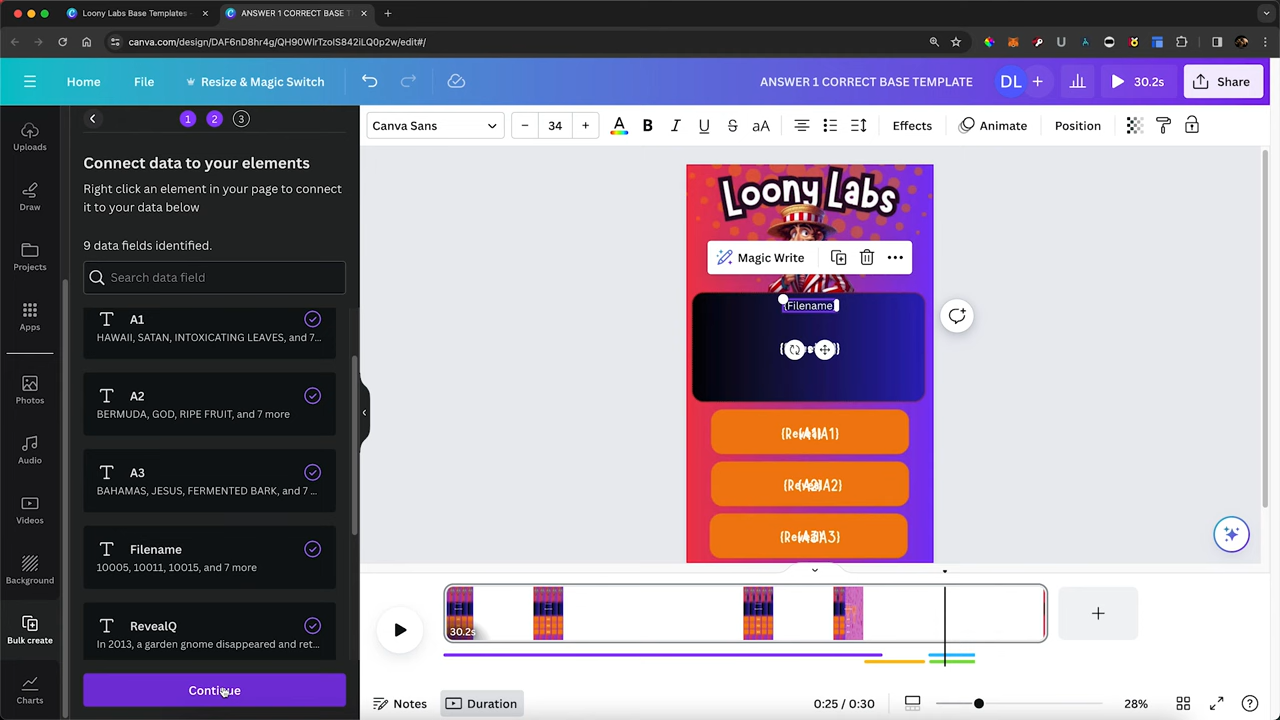 Loony Labs Base Templates -
ANSWER 1 CORRECT BASE T
canva.com/design/DAF6nD8hr4g/QH90WIrTzoIS842iLQ0p2w/edit#/
Home
File
Resize & Magic Switch
ANSWER 1 CORRECT BASE TEMPLATE
DL
30.2s
Share
Uploads
Draw
Projects
Apps
Photos
Audio
Videos
Background
Bulk create
Charts
1
2
3
Connect data to your elements
Right click an element in your page to connect
it to your data below
9 data fields identified.
Search data field
A1
HAWAII, SATAN, INTOXICATING LEAVES, and 7...
A2
BERMUDA, GOD, RIPE FRUIT, and 7 more
A3
BAHAMAS, JESUS, FERMENTED BARK, and 7 ...
Filename
10005, 10011, 10015, and 7 more
RevealQ
In 2013, a garden gnome disappeared and ret...
Continue
Canva Sans
34
A
B
I
U
S
aA
Effects
Animate
Position
Loony Labs
Magic Write
{Filename}
30.2s
Notes
Duration
0:25 / 0:30
28%